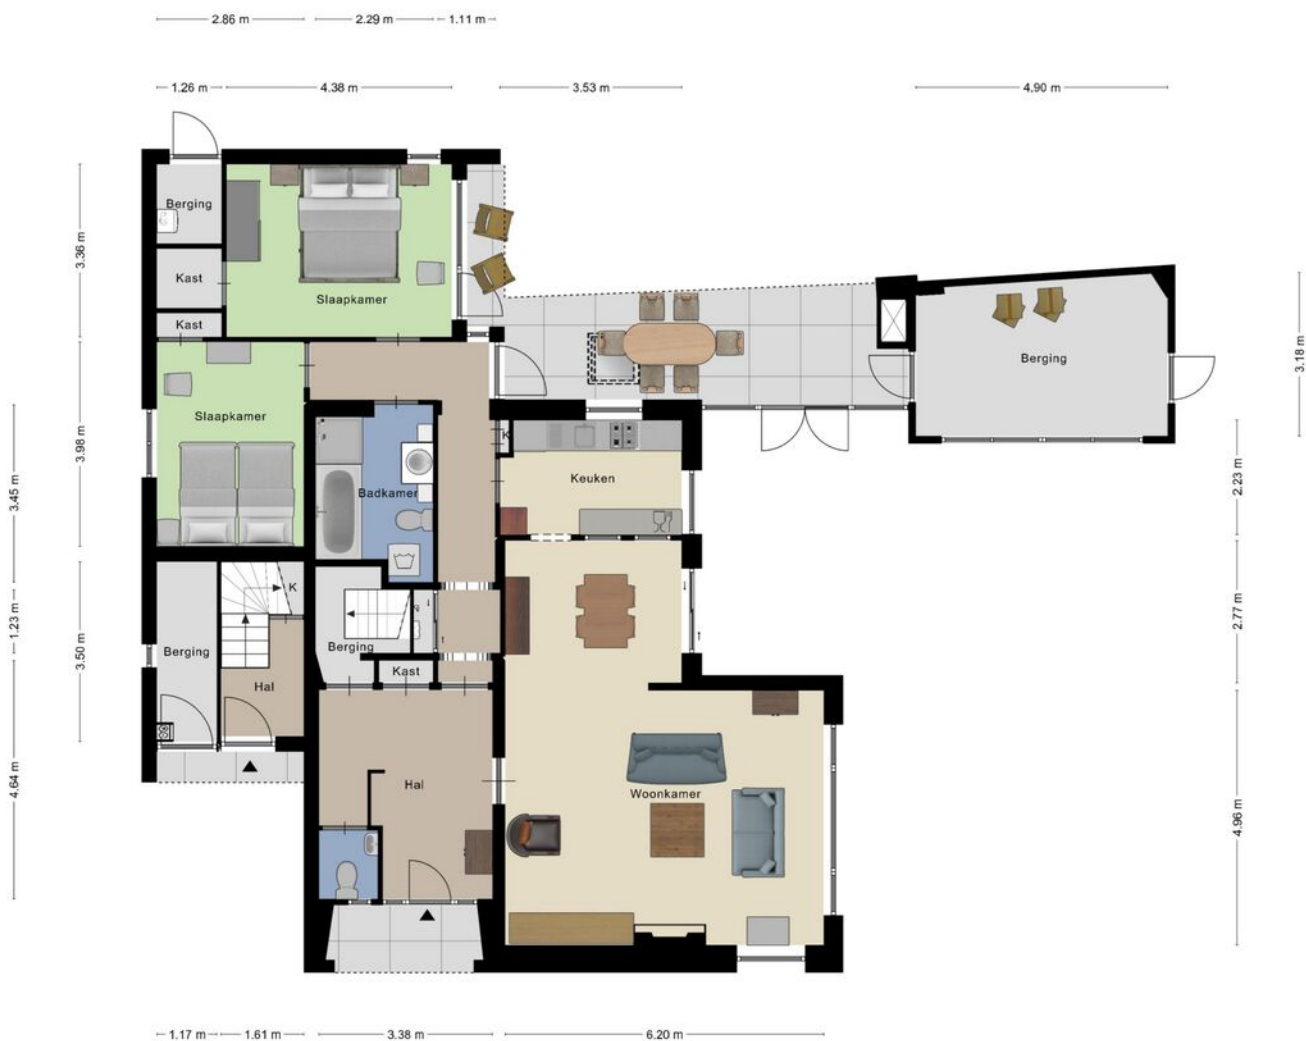 2.86 m 2.29 m 1.11 m
1.26 m 4.38 m 3.53 m 4.90 m
Berging
3.36 m
Kast
Slaapkamer
Kast
Berging
3.18 m
Slaapkamer
K
3.98 m
3.45 m
Keuken
2.23 m
Badkamer
K
1.23 m
2.77 m
Berging
Berging
3.50 m
Kast
Hal
4.64 m
Hal
Woonkamer
4.96 m
1.17 m 1.61 m 3.38 m 6.20 m